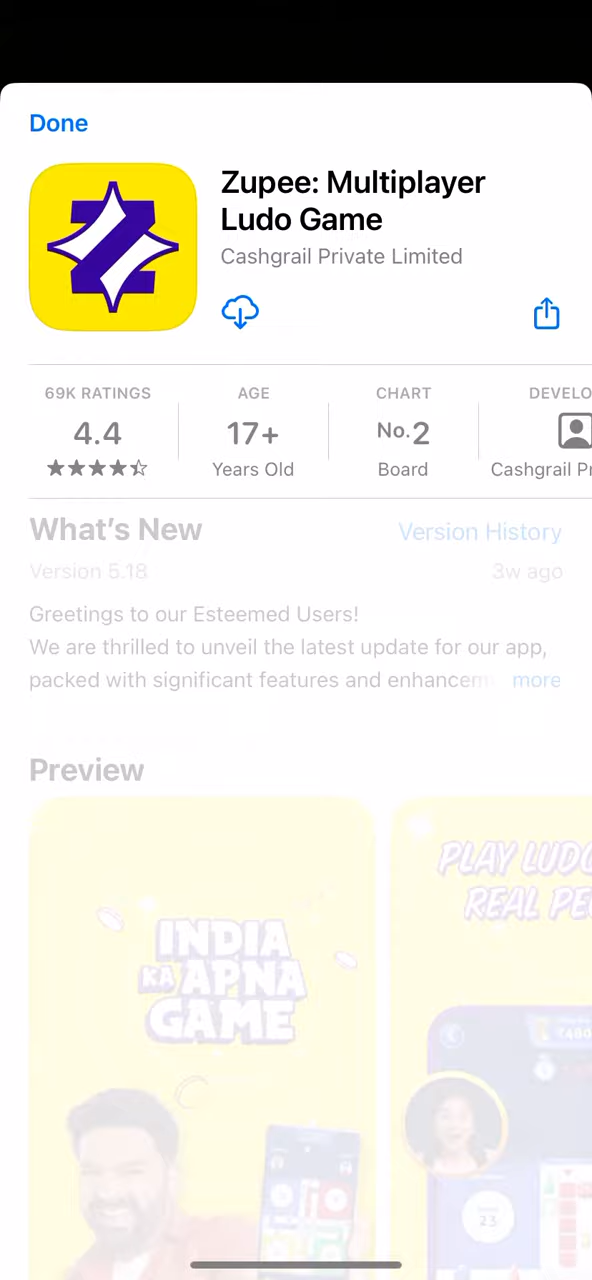 Done
Zupee: Multiplayer
Ludo Game
Cashgrail Private Limited
69K RATINGS
4.4
AGE
17+
Years Old
CHART
No.2
Board
DEVELO
Cashgrail Pr
What's New
Version History
Version 5.18
3w ago
Greetings to our Esteemed Users!
We are thrilled to unveil the latest update for our app,
packed with significant features and enhancem more
Preview
INDIA
KA APNA
GAME
PLAY LUDO
REAL PE
23